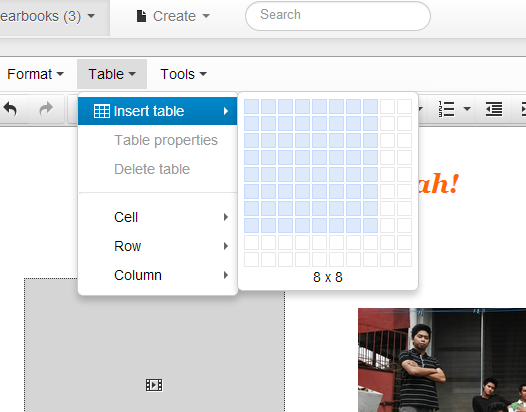 earbooks (3) Create Search
Format Table Tools
Insert table
Table properties
Delete table
Cell
Row
Column
8 x 8
ah!